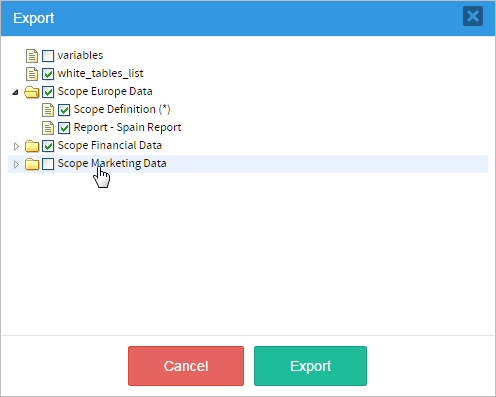 Export
variables
white_tables_list
Scope Europe Data
Scope Definition (*)
Report - Spain Report
Scope Financial Data
Scope Marketing Data
Cancel
Export